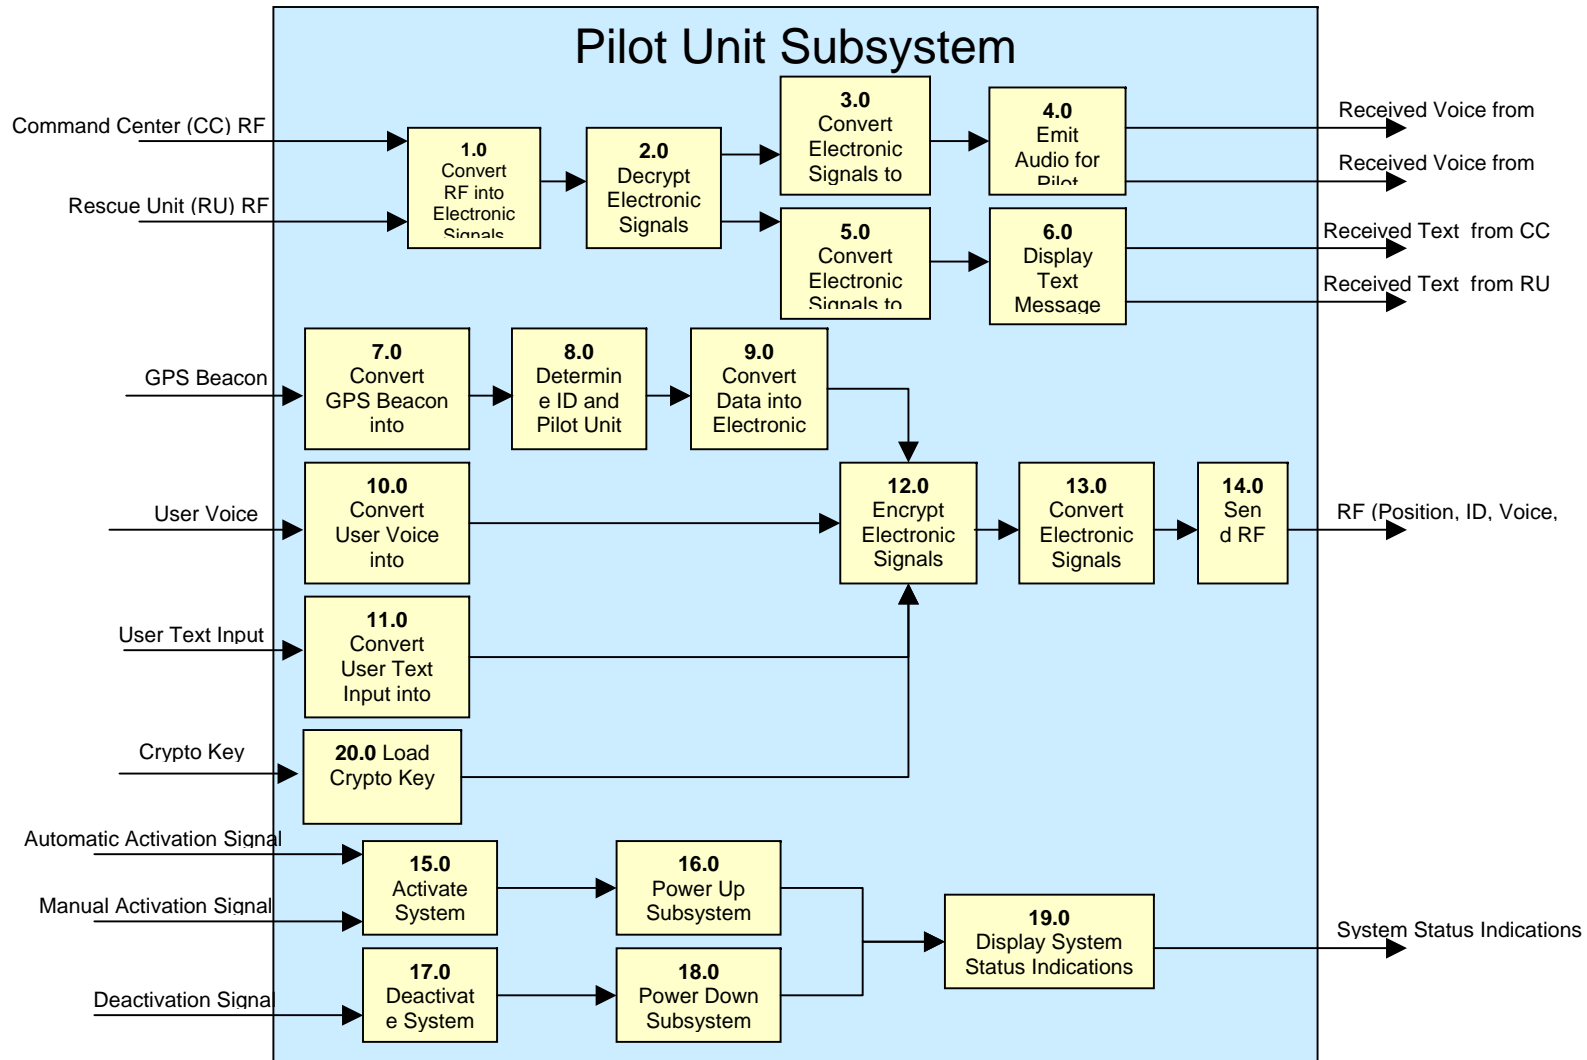 Pilot Unit Subsystem
Command Center (CC) RF
Rescue Unit (RU) RF
1.0
Convert
RF into
Electronic
Signals
2.0
Decrypt
Electronic
Signals
3.0
Convert
Electronic
Signals to
4.0
Emit
Audio for
Pilot
Received Voice from
Received Voice from
5.0
Convert
Electronic
Signals to
6.0
Display
Text
Message
Received Text from CC
Received Text from RU
GPS Beacon
7.0
Convert
GPS Beacon
into
8.0
Determin
e ID and
Pilot Unit
9.0
Convert
Data into
Electronic
User Voice
10.0
Convert
User Voice
into
12.0
Encrypt
Electronic
Signals
13.0
Convert
Electronic
Signals
14.0
Sen
d RF
RF (Position, ID, Voice,
User Text Input
11.0
Convert
User Text
Input into
Crypto Key
20.0 Load
Crypto Key
Automatic Activation Signal
Manual Activation Signal
15.0
Activate
System
16.0
Power Up
Subsystem
Deactivation Signal
17.0
Deactivat
e System
18.0
Power Down
Subsystem
19.0
Display System
Status Indications
System Status Indications